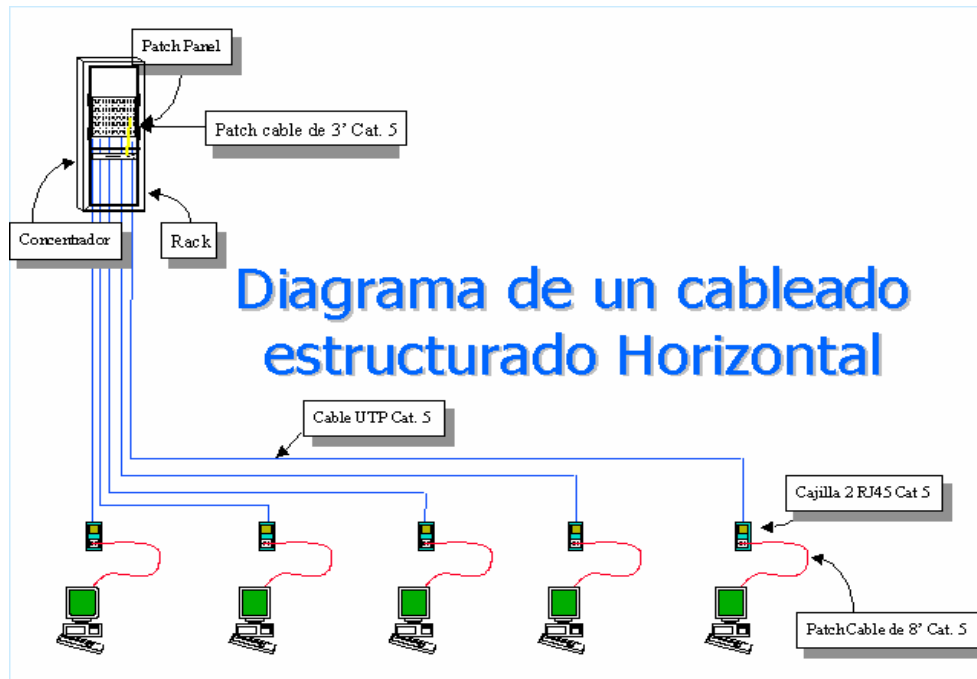 Patch Panel
Patch cable de 3' Cat. 5
Concentrador
Rack
Diagrama de un cableado
estructurado Horizontal
Cable UTP Cat. 5
Cajilla 2 RJ45 Cat 5
PatchCable de 8' Cat. 5